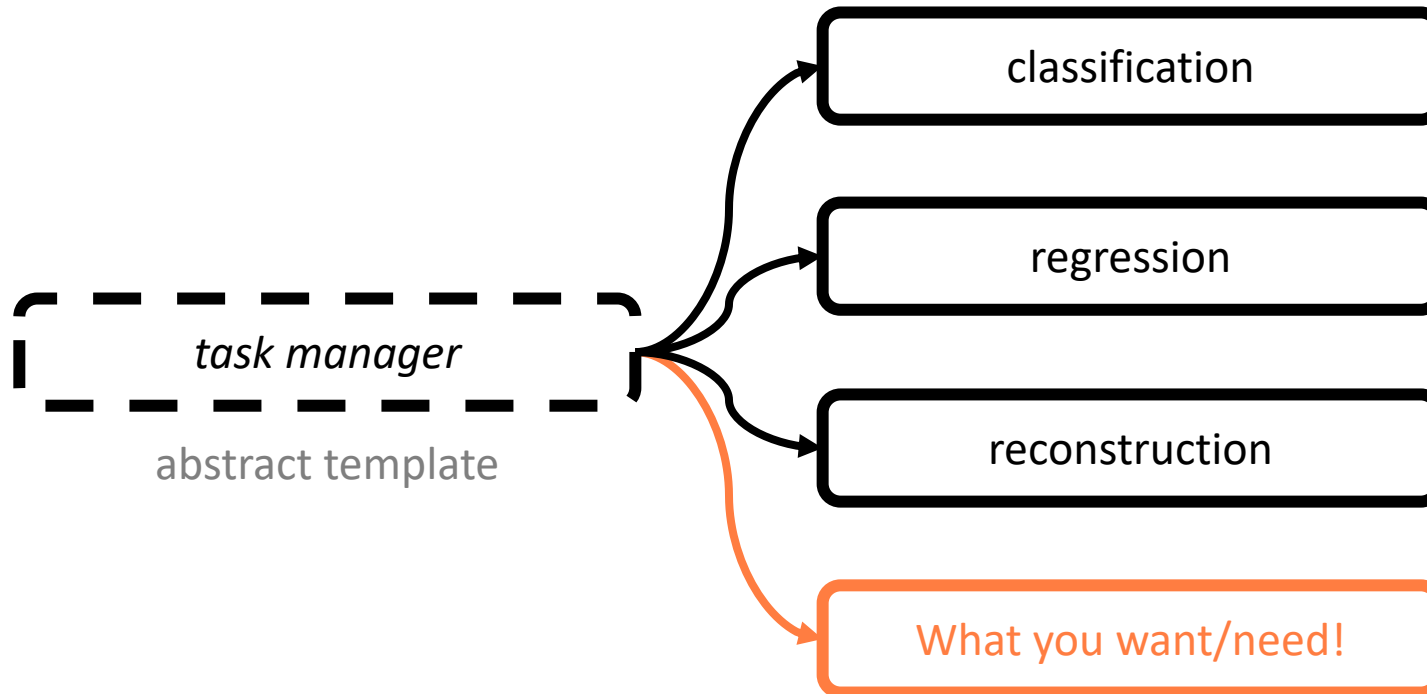 classification
regression
task manager
abstract template
reconstruction
What you want/need!